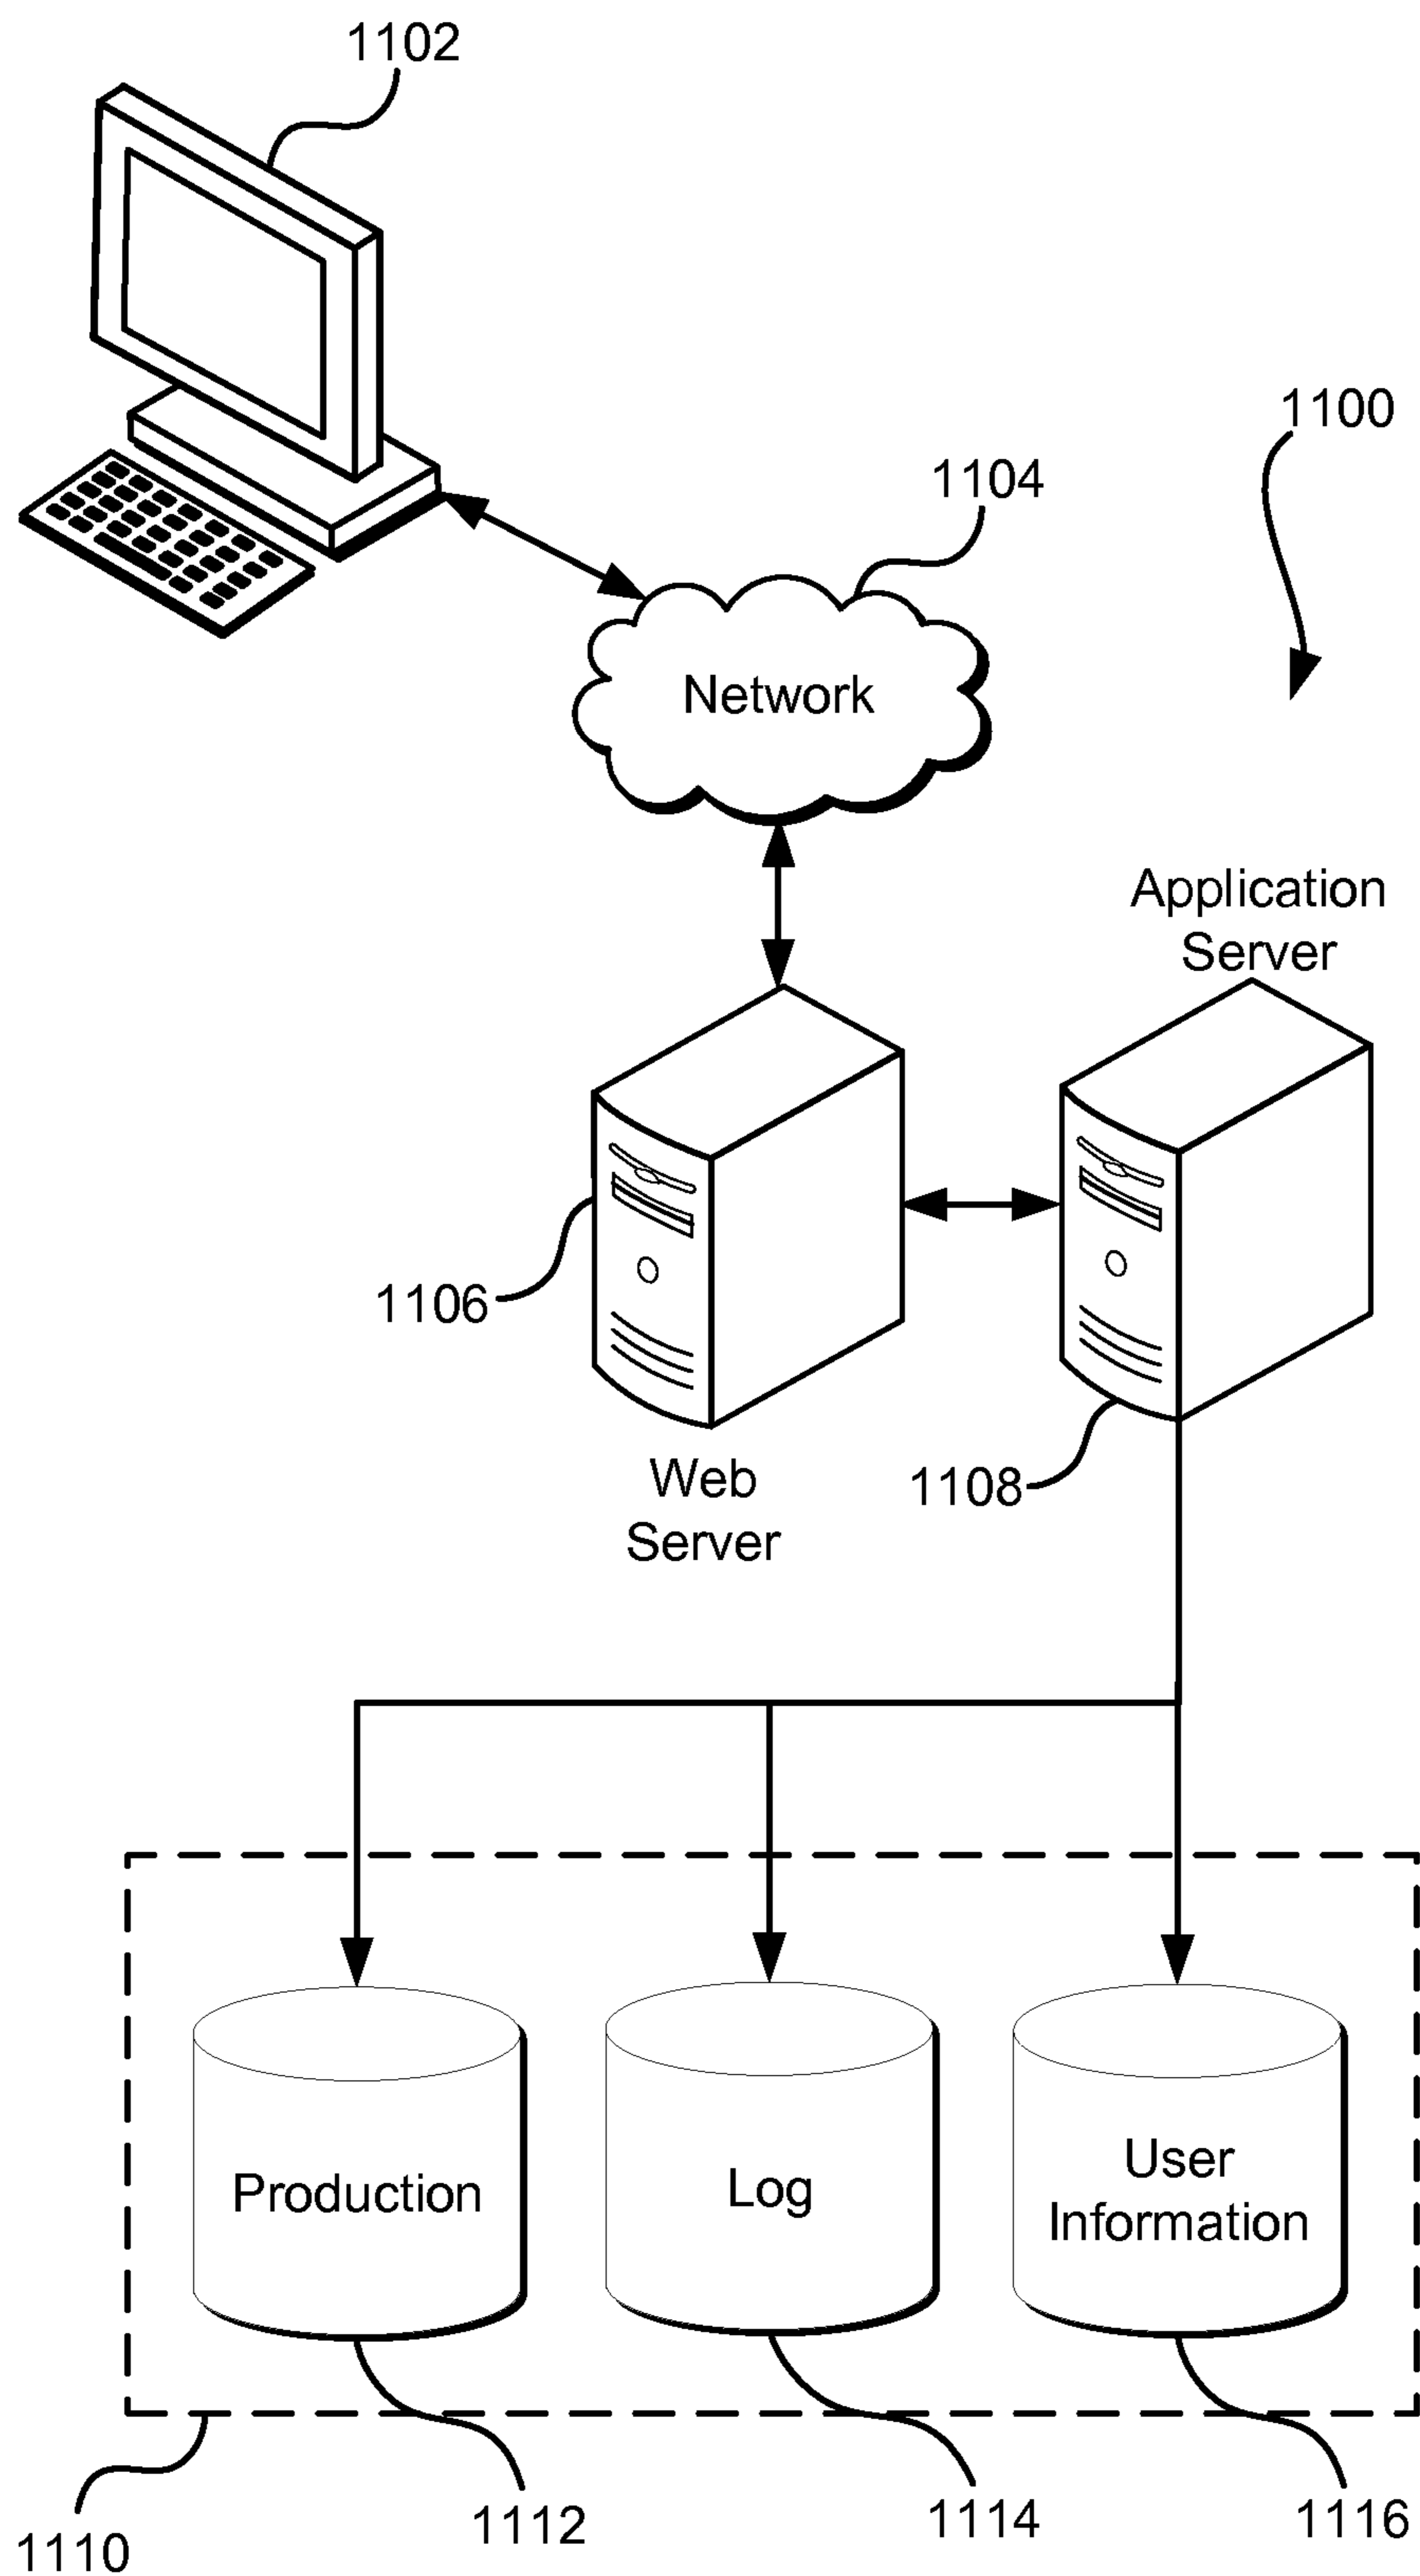 1102
1100
1104
Network
Application
Server
1106
1108
Web
Server
Production
Log
User
Information
1110
1112
1114
1116